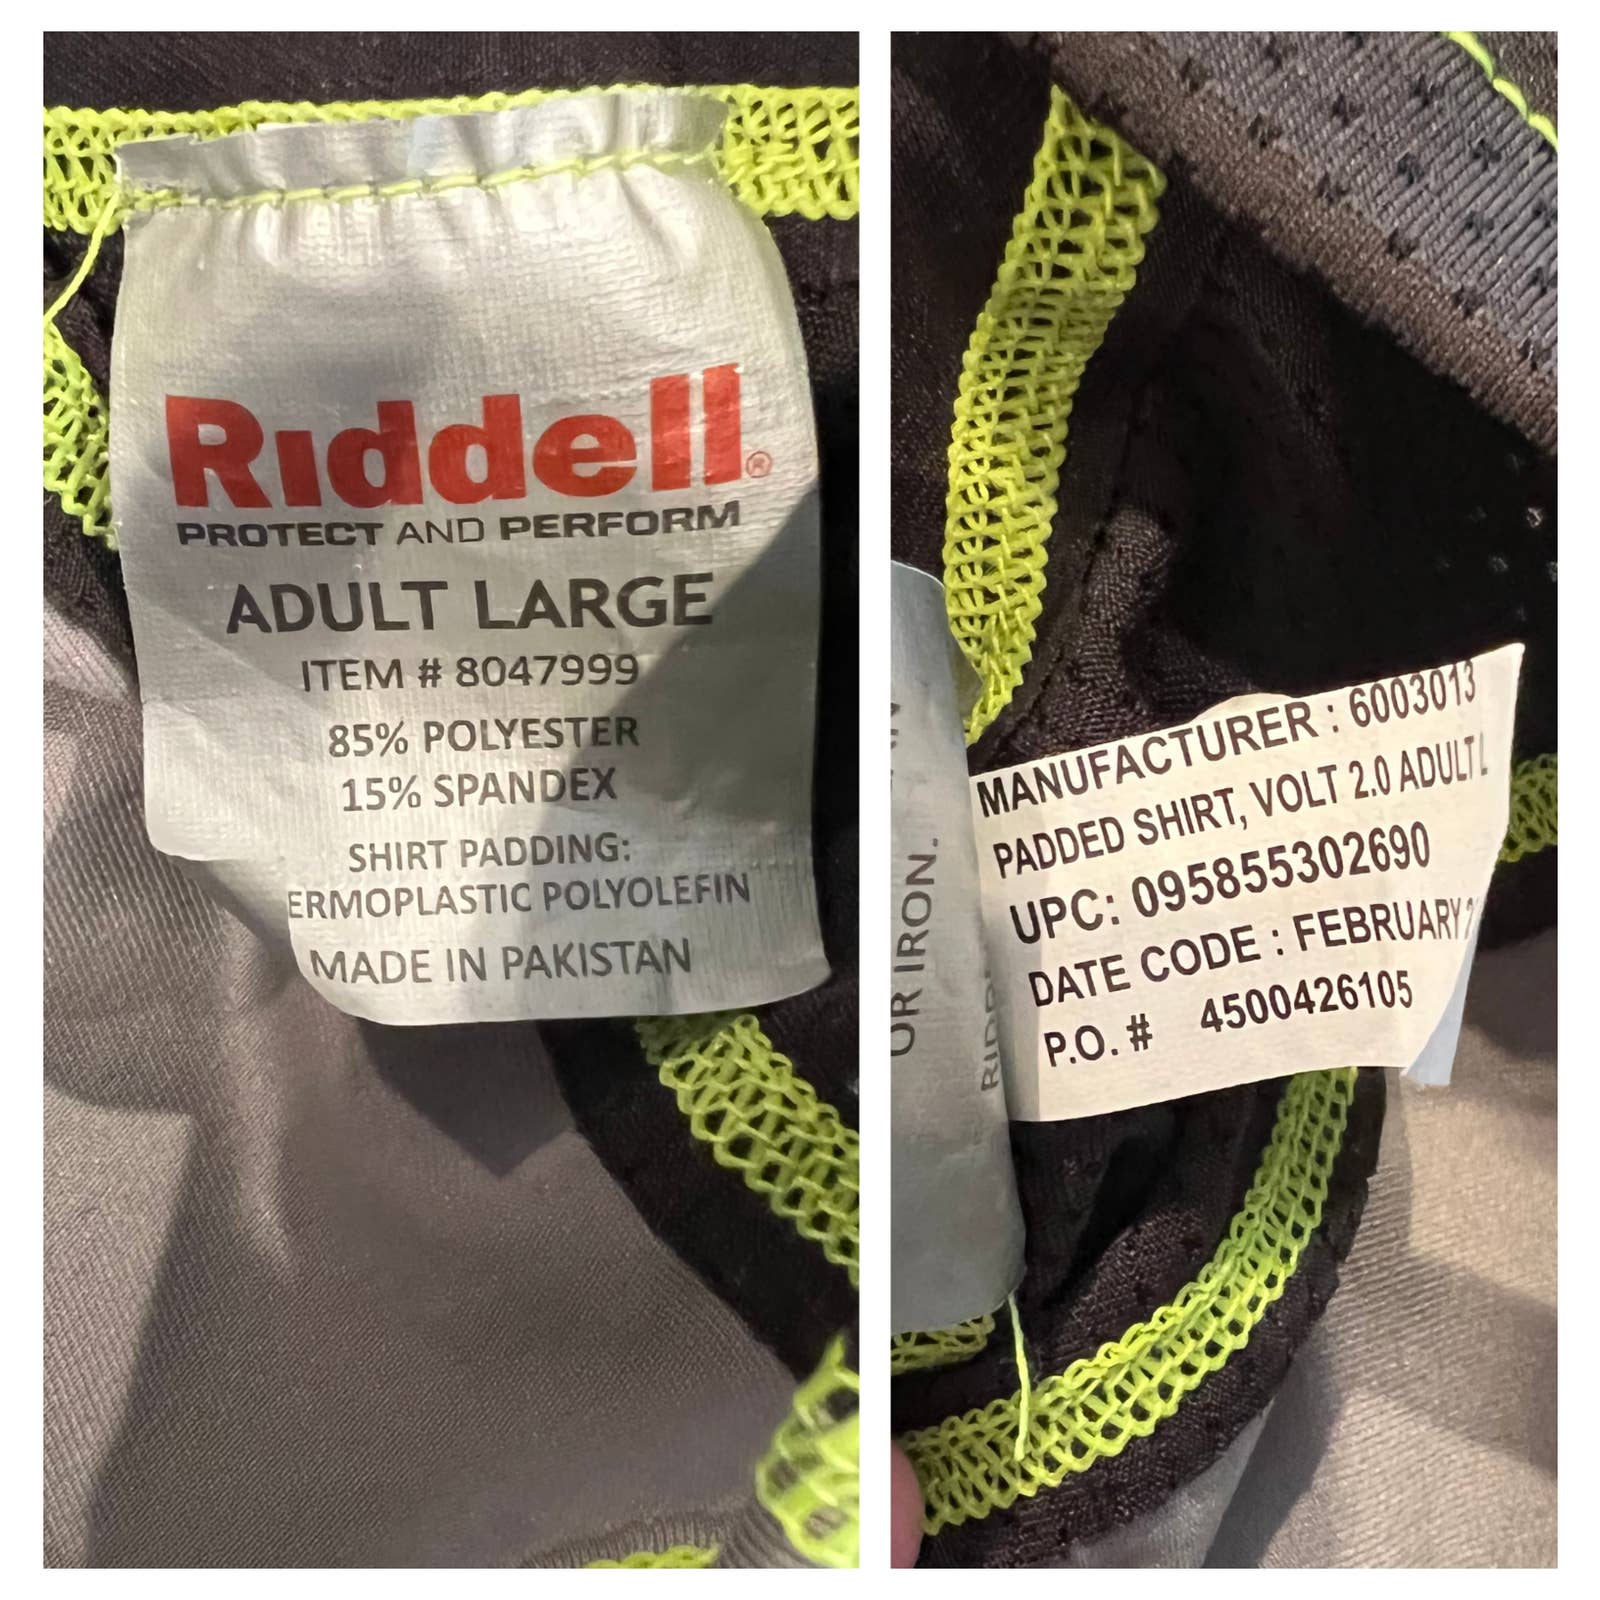 Riddell®
PROTECT AND PERFORM
ADULT LARGE
ITEM # 8047999
85% POLYESTER
15% SPANDEX
SHIRT PADDING:
ERMOPLASTIC POLYOLEFIN
MADE IN PAKISTAN
OR IRON.
MANUFACTURER : 6003013
PADDED SHIRT, VOLT 2.0 ADULT L
UPC: 095855302690
DATE CODE : FEBRUARY
P.O. # 4500426105